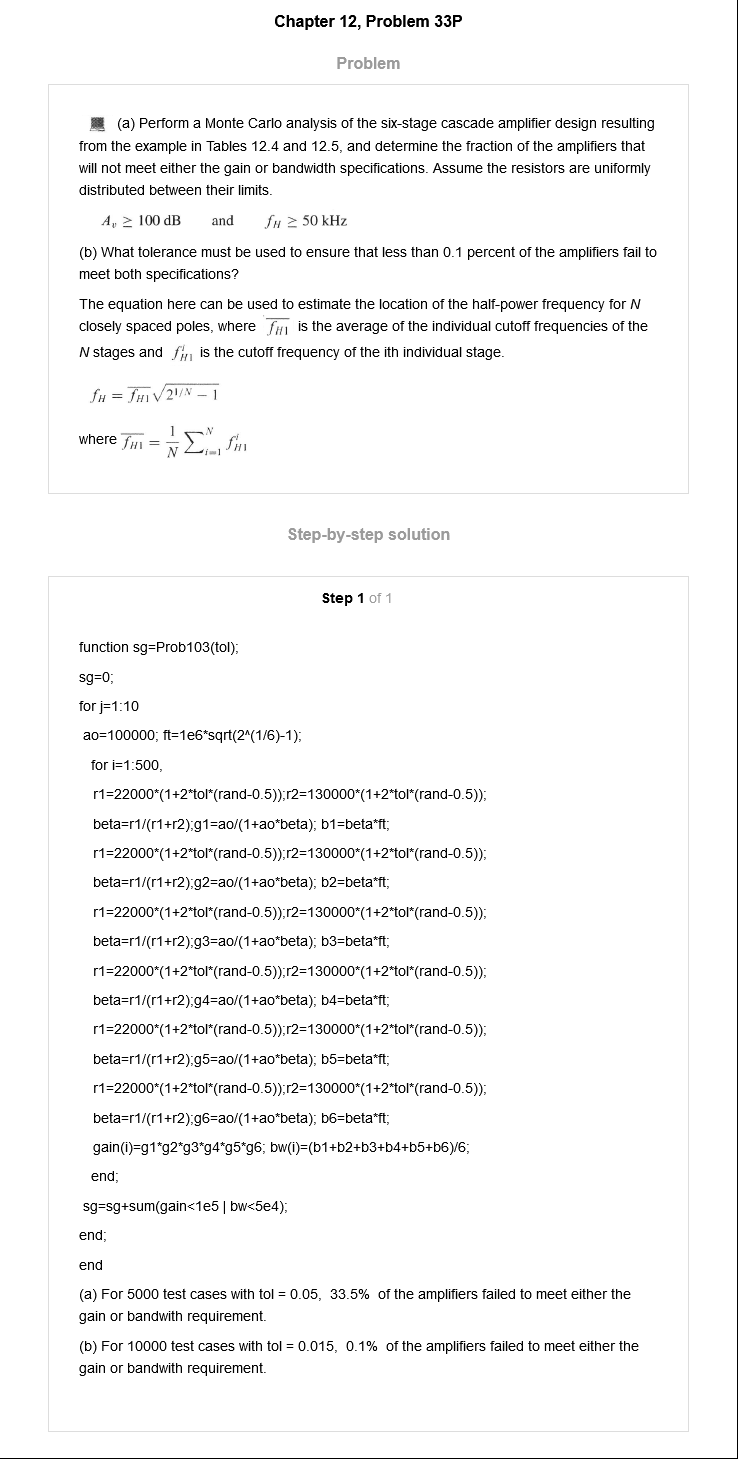 Chapter 12, Problem 33P
Problem
(a) Perform a Monte Carlo analysis of the six-stage cascade amplifier design resulting
from the example in Tables 12.4 and 12.5, and determine the fraction of the amplifiers that
will not meet either the gain or bandwidth specifications. Assume the resistors are uniformly
distributed between their limits.
A_v ≥ 100 dB and f_H ≥ 50 kHz
(b) What tolerance must be used to ensure that less than 0.1 percent of the amplifiers fail to
meet both specifications?
The equation here can be used to estimate the location of the half-power frequency for N
closely spaced poles, where \overline{f_{H1}} is the average of the individual cutoff frequencies of the
N stages and f_{H1}^i is the cutoff frequency of the ith individual stage.
f_H = \overline{f_{H1}} √(2^{1/N} − 1)
where \overline{f_{H1}} = \frac{1}{N} ∑_{i=1}^{N} f_{H1}^i
Step-by-step solution
Step 1 of 1
function sg=Prob103(tol);
sg=0;
for j=1:10
ao=100000; ft=1e6*sqrt(2^(1/6)-1);
for i=1:500,
r1=22000*(1+2*tol*(rand-0.5));r2=130000*(1+2*tol*(rand-0.5));
beta=r1/(r1+r2);g1=ao/(1+ao*beta); b1=beta*ft;
r1=22000*(1+2*tol*(rand-0.5));r2=130000*(1+2*tol*(rand-0.5));
beta=r1/(r1+r2);g2=ao/(1+ao*beta); b2=beta*ft;
r1=22000*(1+2*tol*(rand-0.5));r2=130000*(1+2*tol*(rand-0.5));
beta=r1/(r1+r2);g3=ao/(1+ao*beta); b3=beta*ft;
r1=22000*(1+2*tol*(rand-0.5));r2=130000*(1+2*tol*(rand-0.5));
beta=r1/(r1+r2);g4=ao/(1+ao*beta); b4=beta*ft;
r1=22000*(1+2*tol*(rand-0.5));r2=130000*(1+2*tol*(rand-0.5));
beta=r1/(r1+r2);g5=ao/(1+ao*beta); b5=beta*ft;
r1=22000*(1+2*tol*(rand-0.5));r2=130000*(1+2*tol*(rand-0.5));
beta=r1/(r1+r2);g6=ao/(1+ao*beta); b6=beta*ft;
gain(i)=g1*g2*g3*g4*g5*g6; bw(i)=(b1+b2+b3+b4+b5+b6)/6;
end;
sg=sg+sum(gain<1e5 | bw<5e4);
end;
end
(a) For 5000 test cases with tol = 0.05, 33.5% of the amplifiers failed to meet either the
gain or bandwith requirement.
(b) For 10000 test cases with tol = 0.015, 0.1% of the amplifiers failed to meet either the
gain or bandwith requirement.